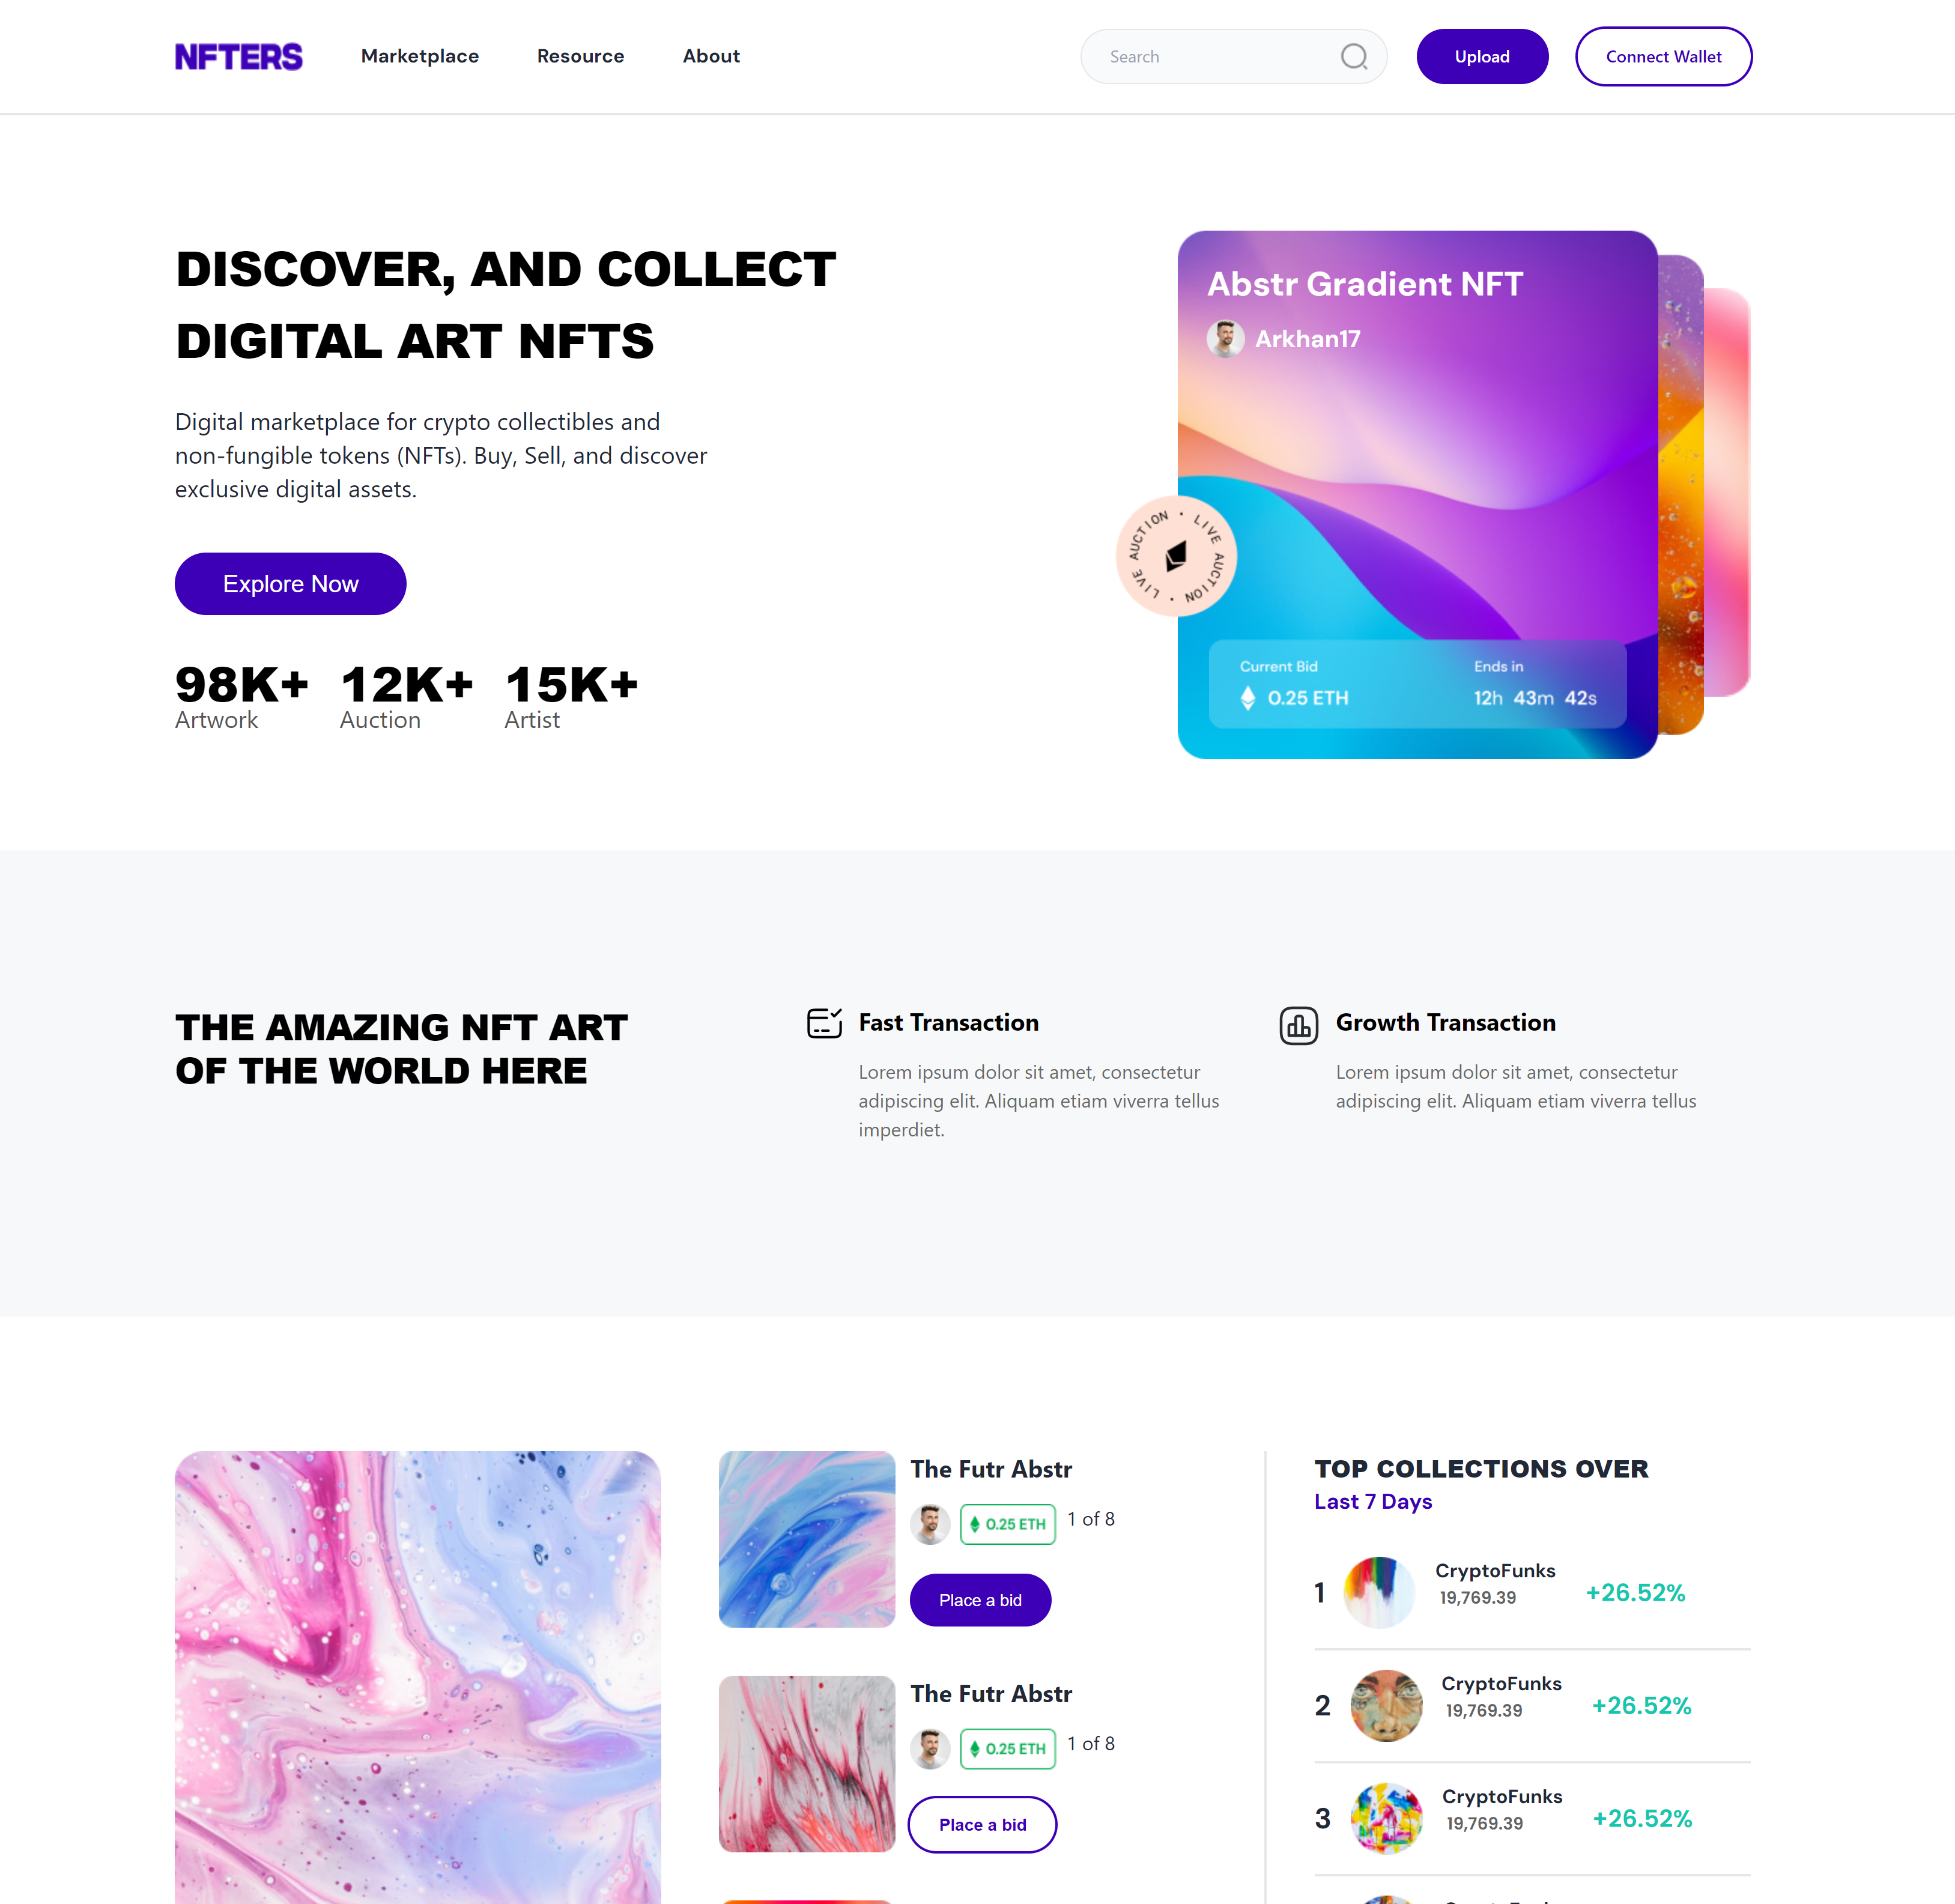 NFTERS
Marketplace
Resource
About
Search
Upload
Connect Wallet
DISCOVER, AND COLLECT
DIGITAL ART NFTS
Digital marketplace for crypto collectibles and
non-fungible tokens (NFTs). Buy, Sell, and discover
exclusive digital assets.
Explore Now
98K+
Artwork
12K+
Auction
15K+
Artist
Abstr Gradient NFT
Arkhan17
LIVE AUCTION • LIVE AUCTION •
Current Bid
0.25 ETH
Ends in
12h 43m 42s
THE AMAZING NFT ART
OF THE WORLD HERE
Fast Transaction
Lorem ipsum dolor sit amet, consectetur
adipiscing elit. Aliquam etiam viverra tellus
imperdiet.
Growth Transaction
Lorem ipsum dolor sit amet, consectetur
adipiscing elit. Aliquam etiam viverra tellus
The Futr Abstr
0.25 ETH
1 of 8
Place a bid
The Futr Abstr
0.25 ETH
1 of 8
Place a bid
TOP COLLECTIONS OVER
Last 7 Days
1
CryptoFunks
19,769.39
+26.52%
2
CryptoFunks
19,769.39
+26.52%
3
CryptoFunks
19,769.39
+26.52%